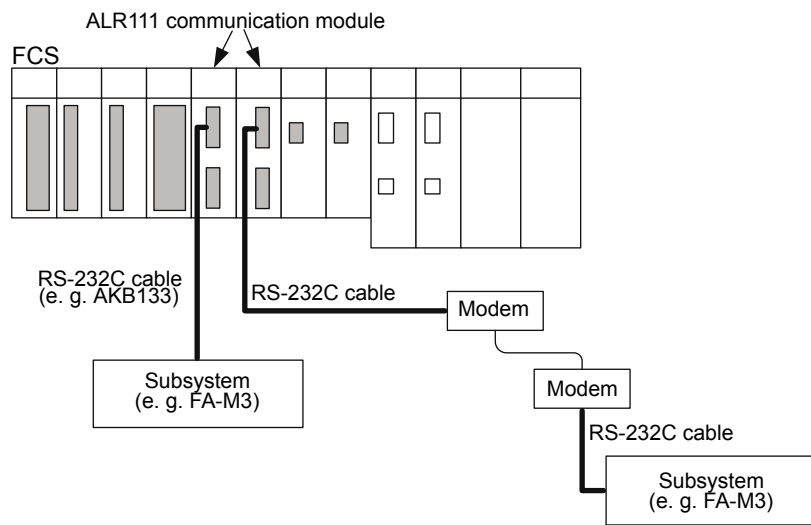 ALR111 communication module
FCS
RS-232C cable
(e. g. AKB133)
RS-232C cable
Modem
Subsystem
(e. g. FA-M3)
Modem
RS-232C cable
Subsystem
(e. g. FA-M3)